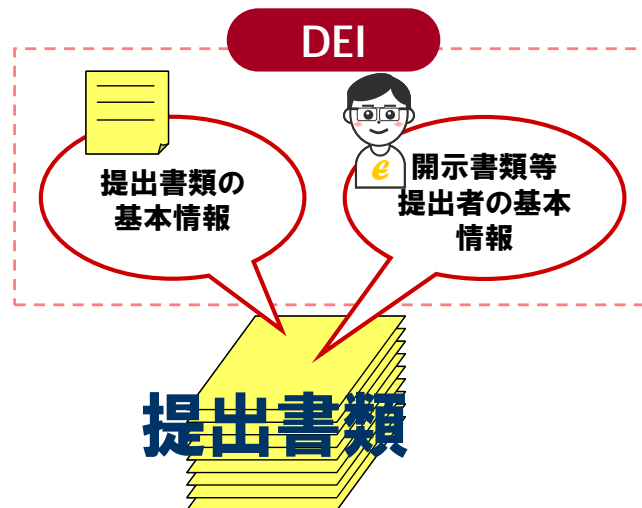 DEI
提出書類の
基本情報
e
開示書類等
提出者の基本
情報
提出書類